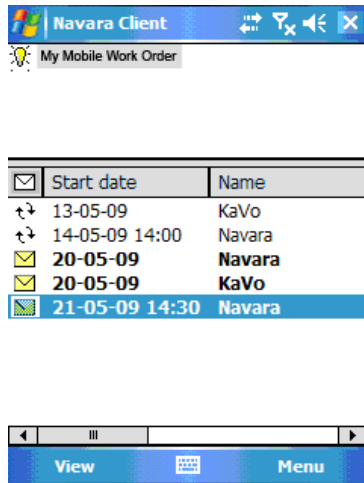 Navara Client
My Mobile Work Order
Start date Name
13-05-09 KaVo
14-05-09 14:00 Navara
20-05-09 Navara
20-05-09 KaVo
21-05-09 14:30 Navara
View Menu